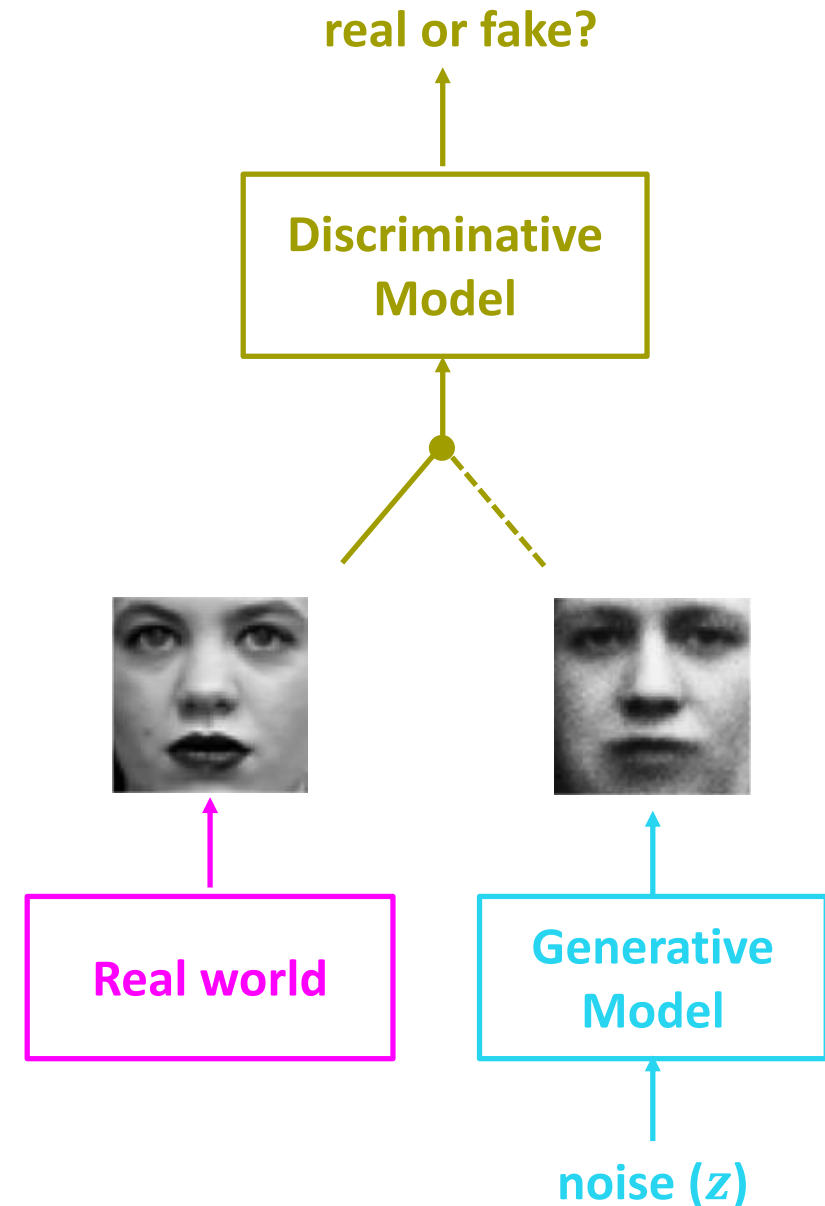 real or fake?
Discriminative
Model
Real world
Generative
Model
noise (z)